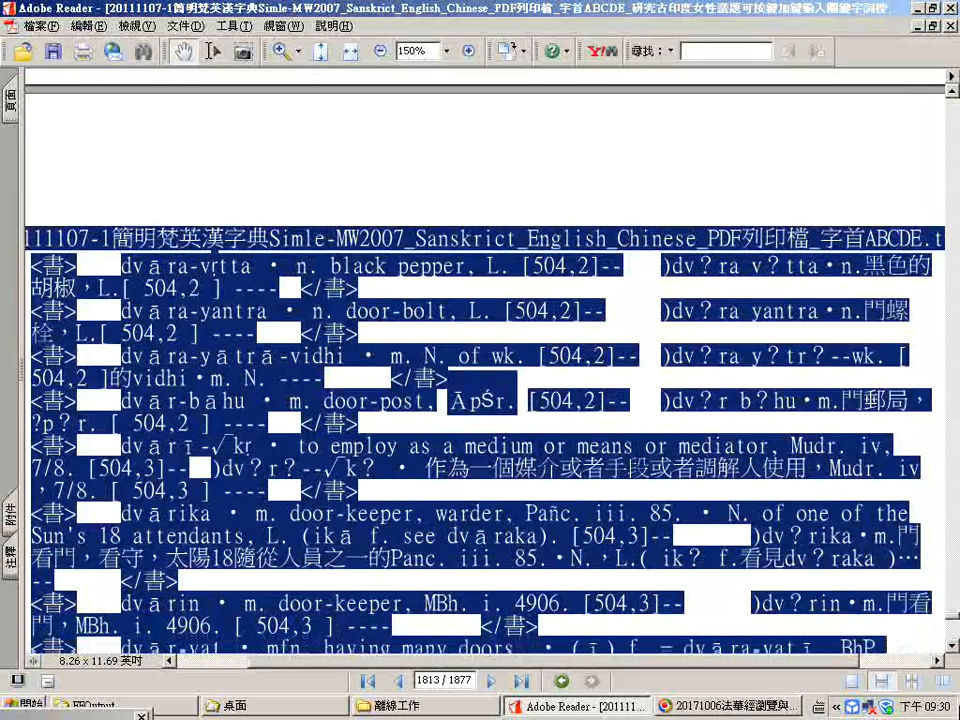 Adobe Reader - [20111107-1簡明梵英漢字典Simle-MW2007_Sanskrict_English_Chinese_PDF列印檔_字首ABCDE_研究古印度女性議題可按鍵加鍵輸入關鍵字詞
檔案(F) 編輯(E) 檢視(V) 文件(D) 工具(T) 視窗(W) 說明(H)
150% 尋找:
頁面
111107-1簡明梵英漢字典Simle-MW2007_Sanskrict_English_Chinese_PDF列印檔_字首ABCDE.t
<書> dvāra-vṛtta • n. black pepper, L. [504,2]-- )dv？ra v？tta•n.黑色的
胡椒，L.[ 504,2 ] ---- </書>
<書> dvāra-yantra • n. door-bolt, L. [504,2]-- )dv？ra yantra•n.門螺
栓，L.[ 504,2 ] ---- </書>
<書> dvāra-yātrā-vidhi • m. N. of wk. [504,2]-- )dv？ra y？tr？--wk. [
504,2 ]的vidhi•m. N. ---- </書>
<書> dvār-bāhu • m. door-post, ĀpŚr. [504,2]-- )dv？r b？hu•m.門郵局，
?p？r. [ 504,2 ] ---- </書>
<書> dvārī-√kṛ • to employ as a medium or means or mediator, Mudr. iv,
7/8. [504,3]-- )dv？r？--√k？ • 作為一個媒介或者手段或者調解人使用，Mudr. iv
，7/8. [ 504,3 ] ---- </書>
<書> dvārika • m. door-keeper, warder, Pañc. iii. 85. • N. of one of the
Sun's 18 attendants, L. (ikā f. see dvāraka). [504,3]-- )dv？rika•m.門
看門，看守，太陽18隨從人員之一的Panc. iii. 85.•N.，L.( ik？ f.看見dv？raka )…
-- </書>
<書> dvārin • m. door-keeper, MBh. i. 4906. [504,3]-- )dv？rin•m.門看
門，MBh. i. 4906. [ 504,3 ] ---- </書>
<書> dvār-vat • mfn. having many doors • (ī) f. = dvāra-vatī BhP
附件
註釋
8.26 x 11.69 英吋
1813 / 1877
開始 FFOutput 桌面 離線工作 Adobe Reader - [201111... 20171006法華經瀏覽與... 下午 09:30